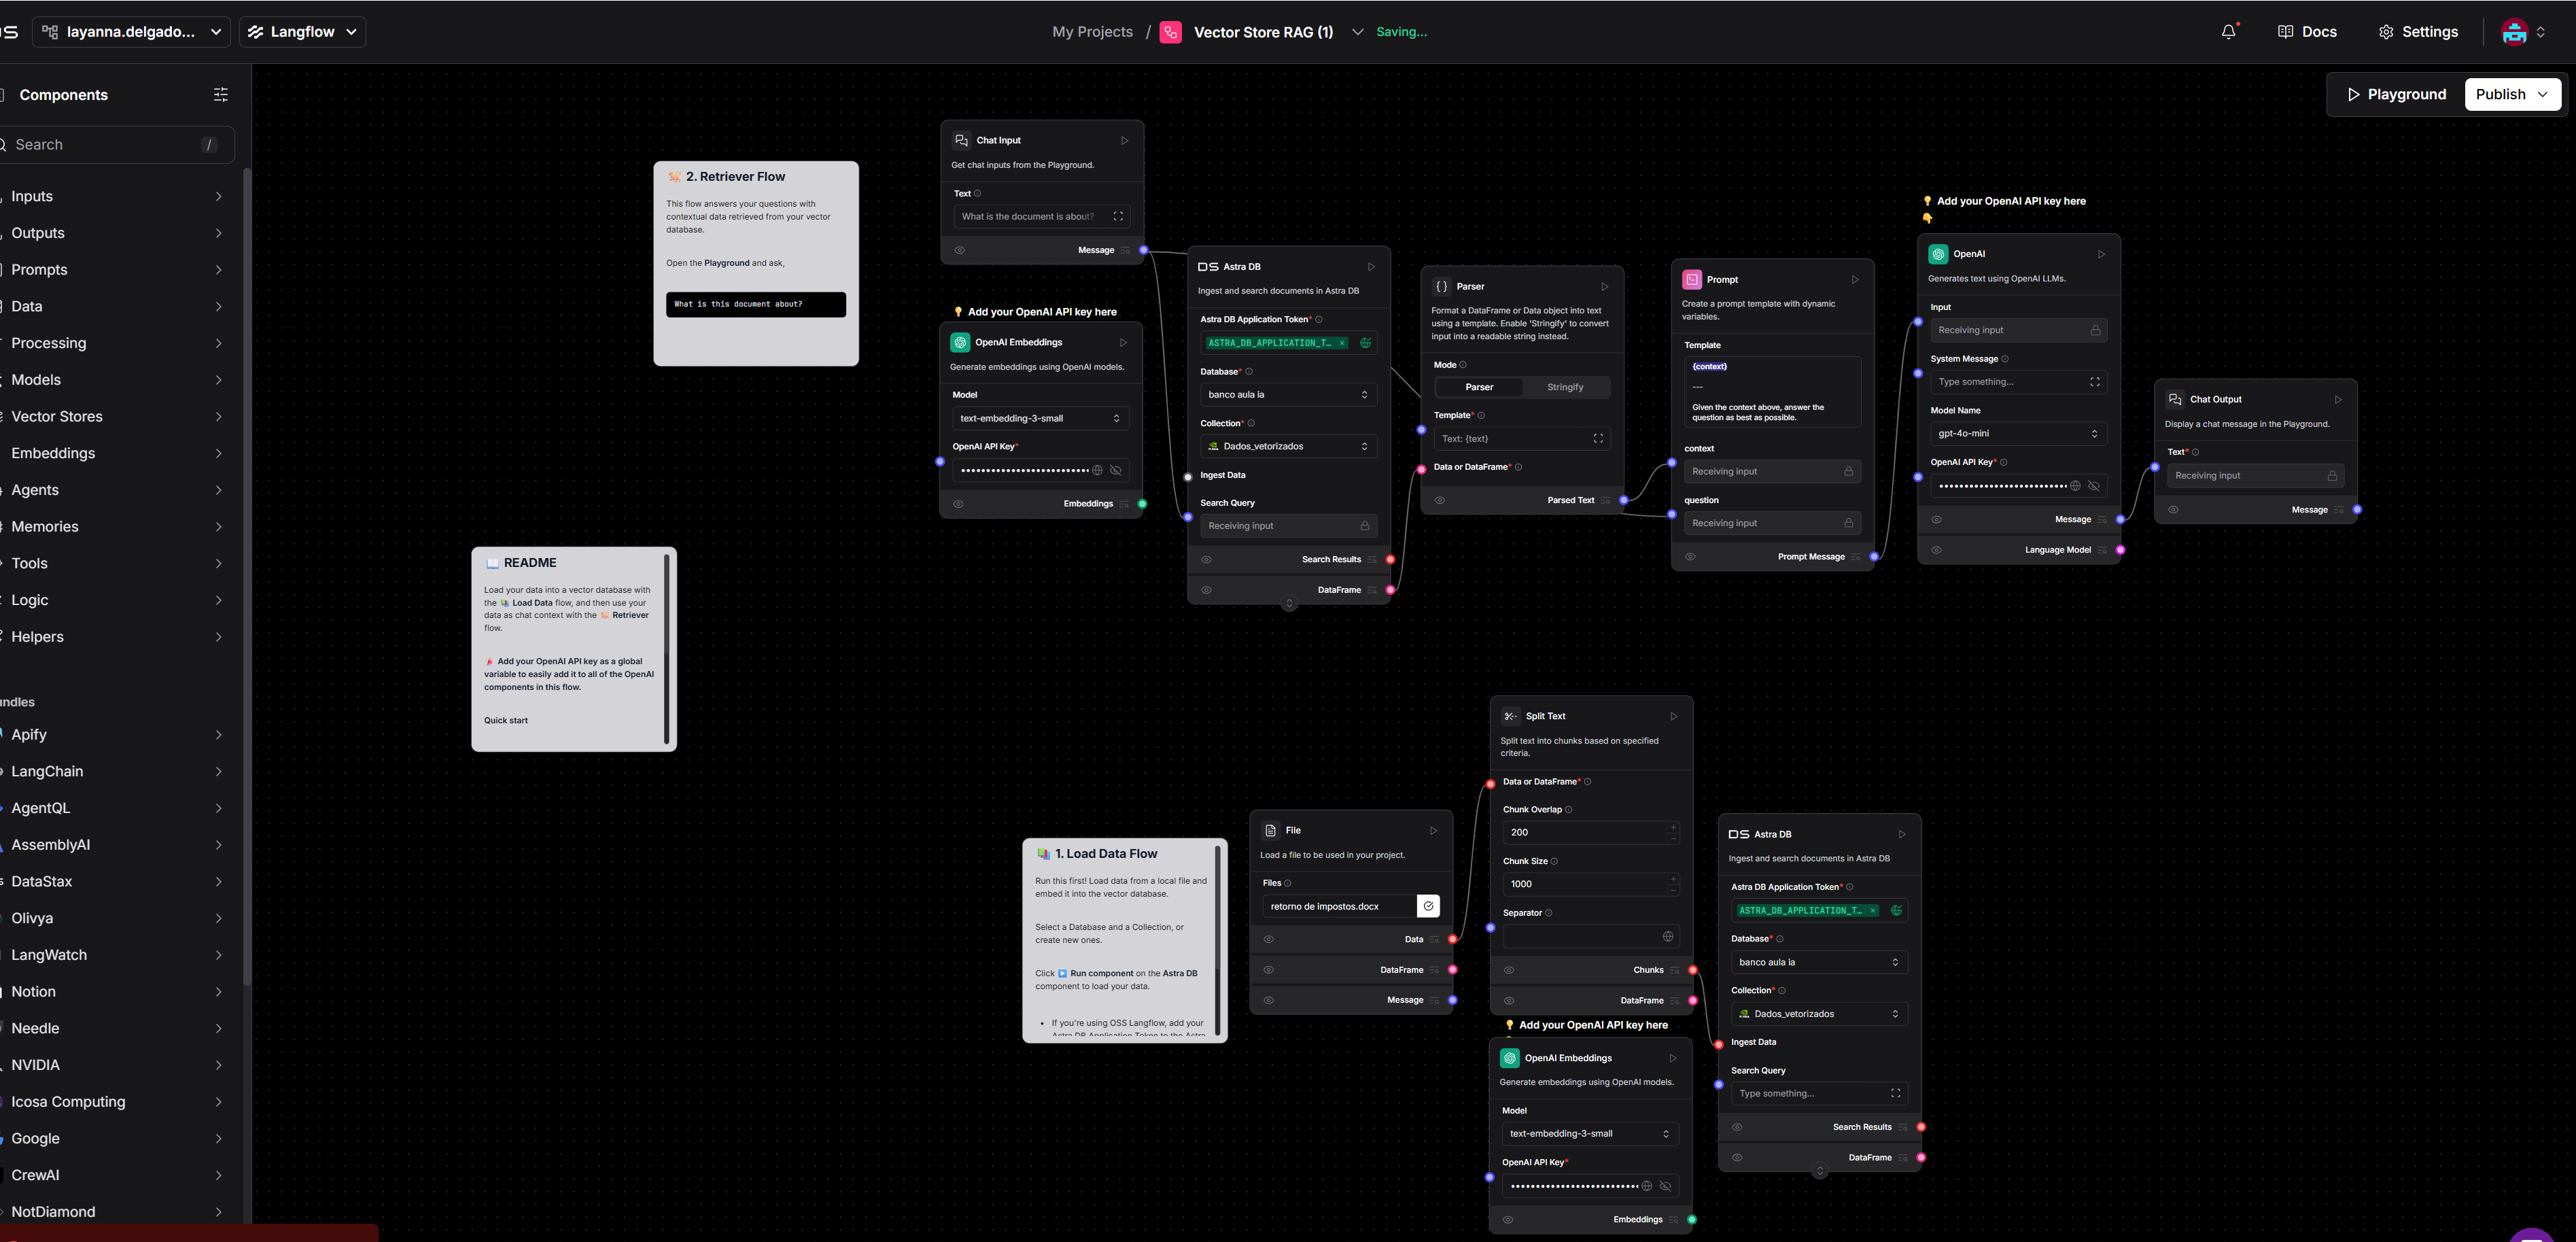 DS
layanna.delgado...
Langflow
My Projects / Vector Store RAG (1) Saving...
Docs
Settings
Components
Search /
Inputs
Outputs
Prompts
Data
Processing
Models
Vector Stores
Embeddings
Agents
Memories
Tools
Logic
Helpers
undles
Apify
LangChain
AgentQL
AssemblyAI
DataStax
Olivya
LangWatch
Notion
Needle
NVIDIA
Icosa Computing
Google
CrewAI
NotDiamond
Playground
Publish
2. Retriever Flow
This flow answers your questions with
contextual data retrieved from your vector
database.
Open the Playground and ask,
What is this document about?
README
Load your data into a vector database with
the 📚 Load Data flow, and then use your
data as chat context with the 🐕 Retriever
flow.
Add your OpenAI API key as a global
variable to easily add it to all of the OpenAI
components in this flow.
Quick start
Chat Input
Get chat inputs from the Playground.
Text
What is the document is about?
Message
💡 Add your OpenAI API key here
OpenAI Embeddings
Generate embeddings using OpenAI models.
Model
text-embedding-3-small
OpenAI API Key*
••••••••••••••••••••••••••
Embeddings
DS Astra DB
Ingest and search documents in Astra DB
Astra DB Application Token*
ASTRA_DB_APPLICATION_T... ×
Database*
banco aula ia
Collection*
Dados_vetorizados
Ingest Data
Search Query
Receiving input
Search Results
DataFrame
{ } Parser
Format a DataFrame or Data object into text
using a template. Enable 'Stringify' to convert
input into a readable string instead.
Mode
Parser Stringify
Template*
Text: {text}
Data or DataFrame*
Parsed Text
Prompt
Create a prompt template with dynamic
variables.
Template
{context}
---
Given the context above, answer the
question as best as possible.
context
Receiving input
question
Receiving input
Prompt Message
💡 Add your OpenAI API key here
👇
OpenAI
Generates text using OpenAI LLMs.
Input
Receiving input
System Message
Type something...
Model Name
gpt-4o-mini
OpenAI API Key*
••••••••••••••••••••••••••
Message
Language Model
Chat Output
Display a chat message in the Playground.
Text*
Receiving input
Message
📚 1. Load Data Flow
Run this first! Load data from a local file and
embed it into the vector database.
Select a Database and a Collection, or
create new ones.
Click ▶️ Run component on the Astra DB
component to load your data.
• If you're using OSS Langflow, add your
Astra DB Application Token to the Astra
File
Load a file to be used in your project.
Files
retorno de impostos.docx
Data
DataFrame
Message
Split Text
Split text into chunks based on specified
criteria.
Data or DataFrame*
Chunk Overlap
200
Chunk Size
1000
Separator
Chunks
DataFrame
💡 Add your OpenAI API key here
OpenAI Embeddings
Generate embeddings using OpenAI models.
Model
text-embedding-3-small
OpenAI API Key*
••••••••••••••••••••••••••
Embeddings
DS Astra DB
Ingest and search documents in Astra DB
Astra DB Application Token*
ASTRA_DB_APPLICATION_T... ×
Database*
banco aula ia
Collection*
Dados_vetorizados
Ingest Data
Search Query
Type something...
Search Results
DataFrame